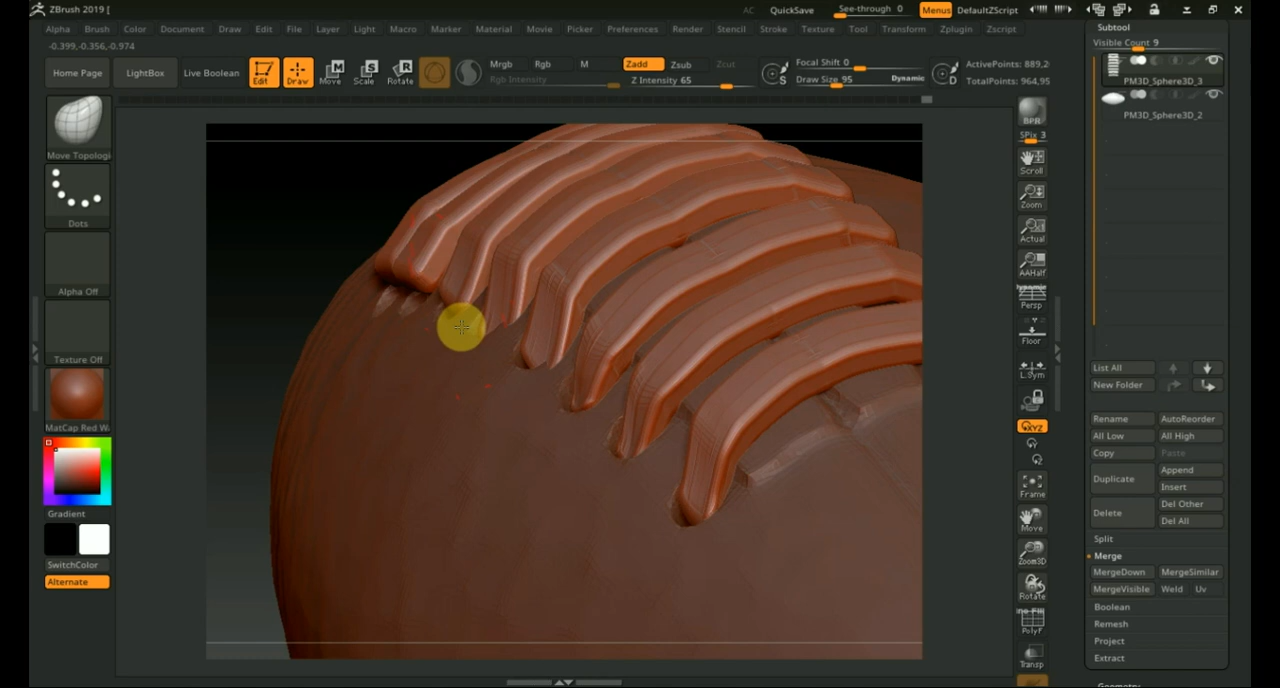 ZBrush 2019 [
AC QuickSave See-through 0 Menus DefaultZScript
Alpha Brush Color Document Draw Edit File Layer Light Macro Marker Material Movie Picker Preferences Render Stencil Stroke Texture Tool Transform Zplugin Zscript
-0.399,-0.356,-0.974
Home Page LightBox Live Boolean Edit Draw Move Scale Rotate
Mrgb Rgb M Zadd Zsub Zcut
Rgb Intensity Z Intensity 65
Focal Shift 0
Draw Size 95 Dynamic
ActivePoints: 889,2
TotalPoints: 964,95
Move Topologi
Dots
Alpha Off
Texture Off
MatCap Red W
Gradient
SwitchColor
Alternate
BPR
SPix 3
Scroll
Zoom
Actual
AAHalf
Dynamic
Persp
Floor
L.Sym
XYZ
Frame
Move
Zoom3D
Rotate
PolyF
Transp
Subtool
Visible Count 9
PM3D_Sphere3D_3
PM3D_Sphere3D_2
List All
New Folder
Rename AutoReorder
All Low All High
Copy Paste
Duplicate Append
Insert
Delete Del Other
Del All
Split
Merge
MergeDown MergeSimilar
MergeVisible Weld Uv
Boolean
Remesh
Project
Extract
Geometry